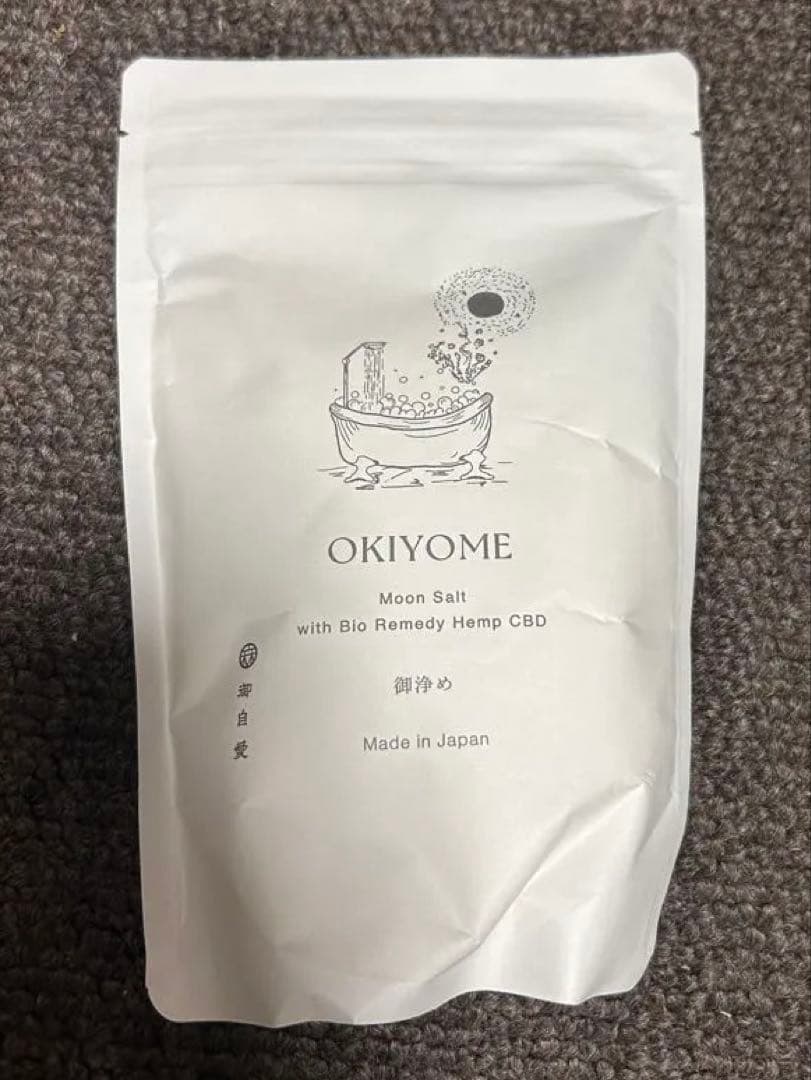 OKIYOME
Moon Salt
with Bio Remedy Hemp CBD
御浄め
Made in Japan
御自愛